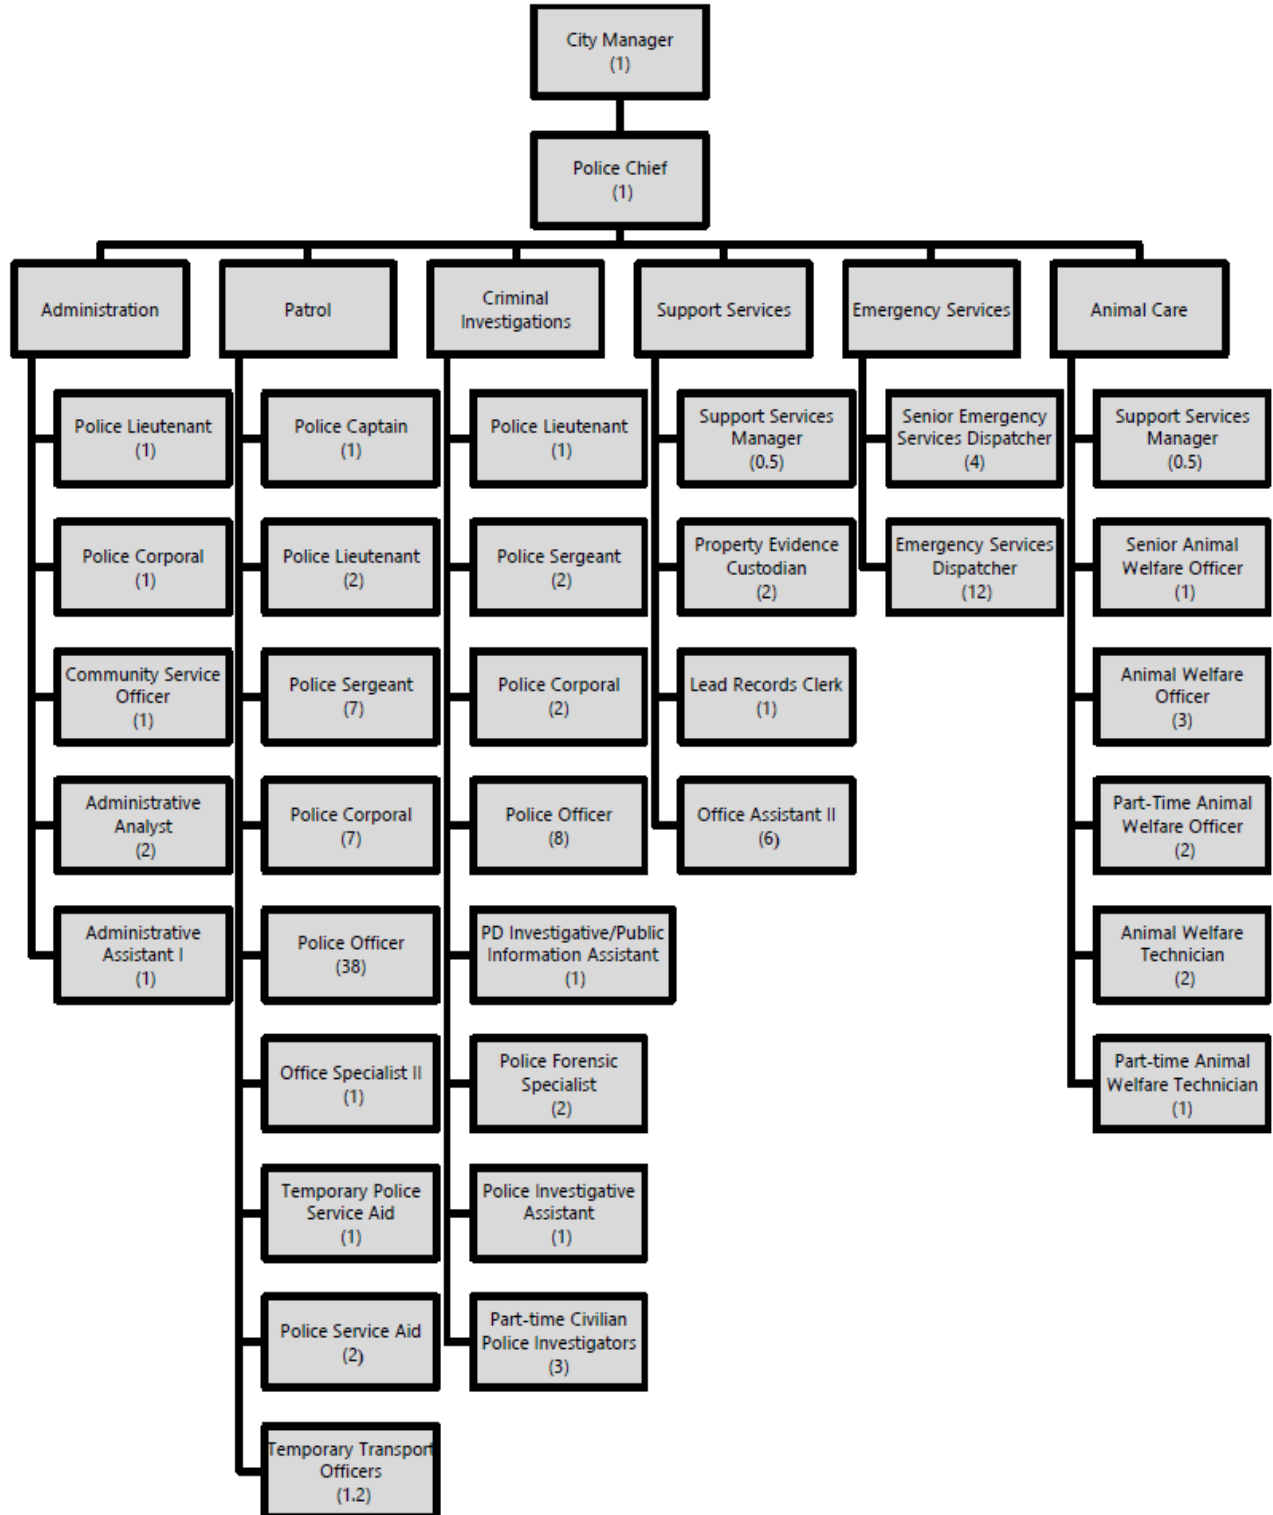 City Manager
(1)
Police Chief
(1)
Administration
Patrol
Criminal
Investigations
Support Services
Emergency Services
Animal Care
Police Lieutenant
(1)
Police Corporal
(1)
Community Service
Officer
(1)
Administrative
Analyst
(2)
Administrative
Assistant I
(1)
Police Captain
(1)
Police Lieutenant
(2)
Police Sergeant
(7)
Police Corporal
(7)
Police Officer
(38)
Office Specialist II
(1)
Temporary Police
Service Aid
(1)
Police Service Aid
(2)
Temporary Transport
Officers
(1.2)
Police Lieutenant
(1)
Police Sergeant
(2)
Police Corporal
(2)
Police Officer
(8)
PD Investigative/Public
Information Assistant
(1)
Police Forensic
Specialist
(2)
Police Investigative
Assistant
(1)
Part-time Civilian
Police Investigators
(3)
Support Services
Manager
(0.5)
Property Evidence
Custodian
(2)
Lead Records Clerk
(1)
Office Assistant II
(6)
Senior Emergency
Services Dispatcher
(4)
Emergency Services
Dispatcher
(12)
Support Services
Manager
(0.5)
Senior Animal
Welfare Officer
(1)
Animal Welfare
Officer
(3)
Part-Time Animal
Welfare Officer
(2)
Animal Welfare
Technician
(2)
Part-time Animal
Welfare Technician
(1)